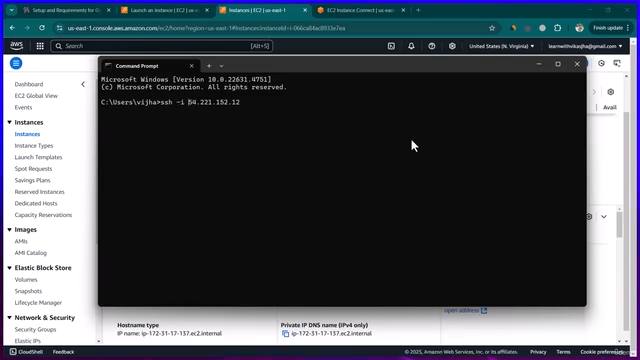 Setup and Requirements for G
Launch an instance | EC2 | us-e
Instances | EC2 | us-east-1
EC2 Instance Connect | us-eas
us-east-1.console.aws.amazon.com/ec2/home?region=us-east-1#Instances:instanceId=i-066ca84ac8933e7ea
Finish update
aws
Search
[Alt+S]
United States (N. Virginia)
learnwithvikasjha@gmail.com
Dashboard
EC2 Global View
Events
Instances
Instances
Instance Types
Launch Templates
Spot Requests
Savings Plans
Reserved Instances
Dedicated Hosts
Capacity Reservations
Images
AMIs
AMI Catalog
Elastic Block Store
Volumes
Snapshots
Lifecycle Manager
Network & Security
Security Groups
Command Prompt
Microsoft Windows [Version 10.0.22631.4751]
(c) Microsoft Corporation. All rights reserved.
C:\Users\vijha>ssh -i 54.221.152.12
Avail
open address
Hostname type
IP name: ip-172-31-17-137.ec2.internal
Private IP DNS name (IPv4 only)
ip-172-31-17-137.ec2.internal
CloudShell
Feedback
© 2025, Amazon Web Services, Inc. or its affiliates.
Privacy
Terms
Cookie preferences